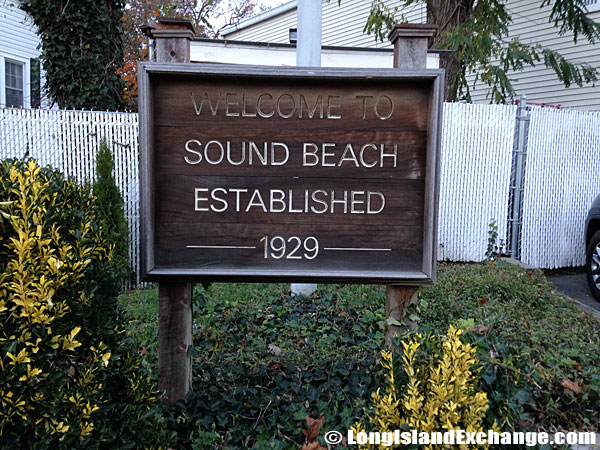 WELCOME TO
SOUND BEACH
ESTABLISHED
1929
© LongIslandExchange.com®